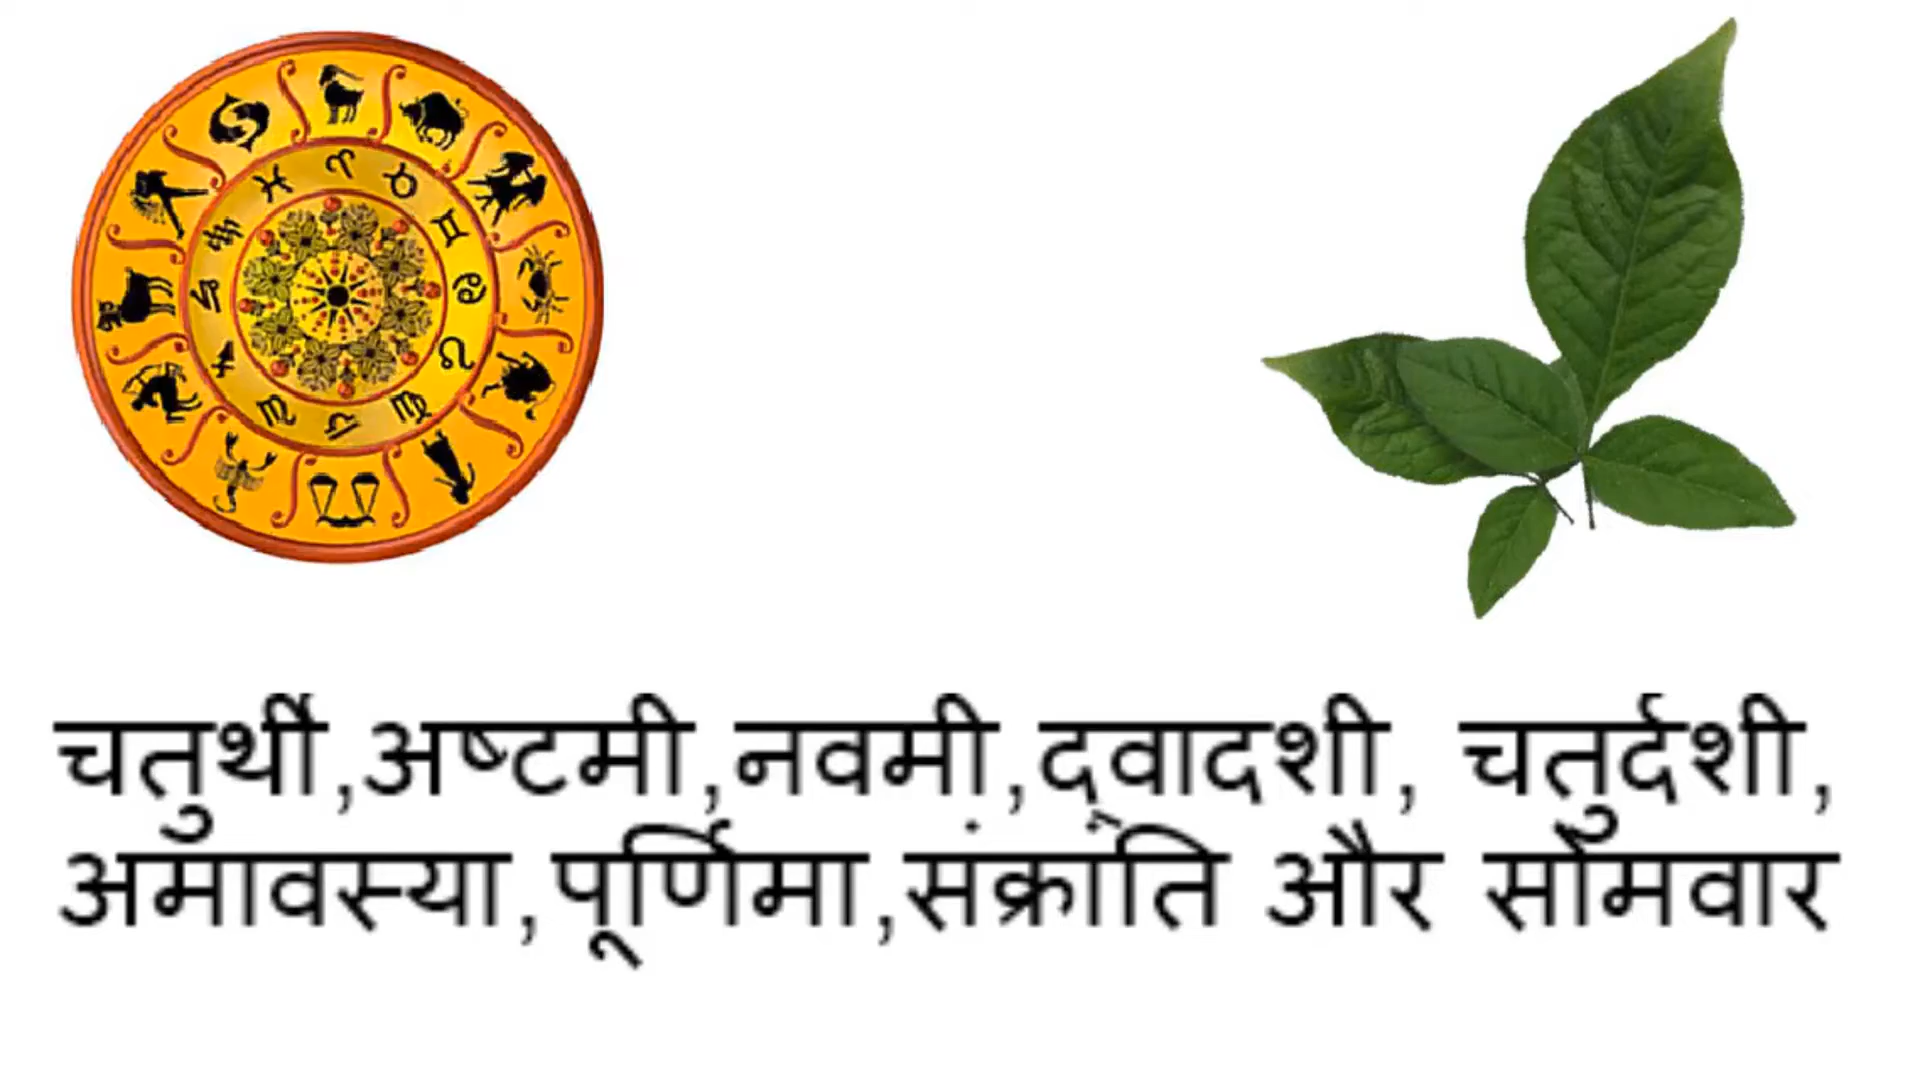 चतुर्थी,अष्टमी,नवमी,द्वादशी, चतुर्दशी,
अमावस्या,पूर्णिमा,संक्रांति और सोमवार